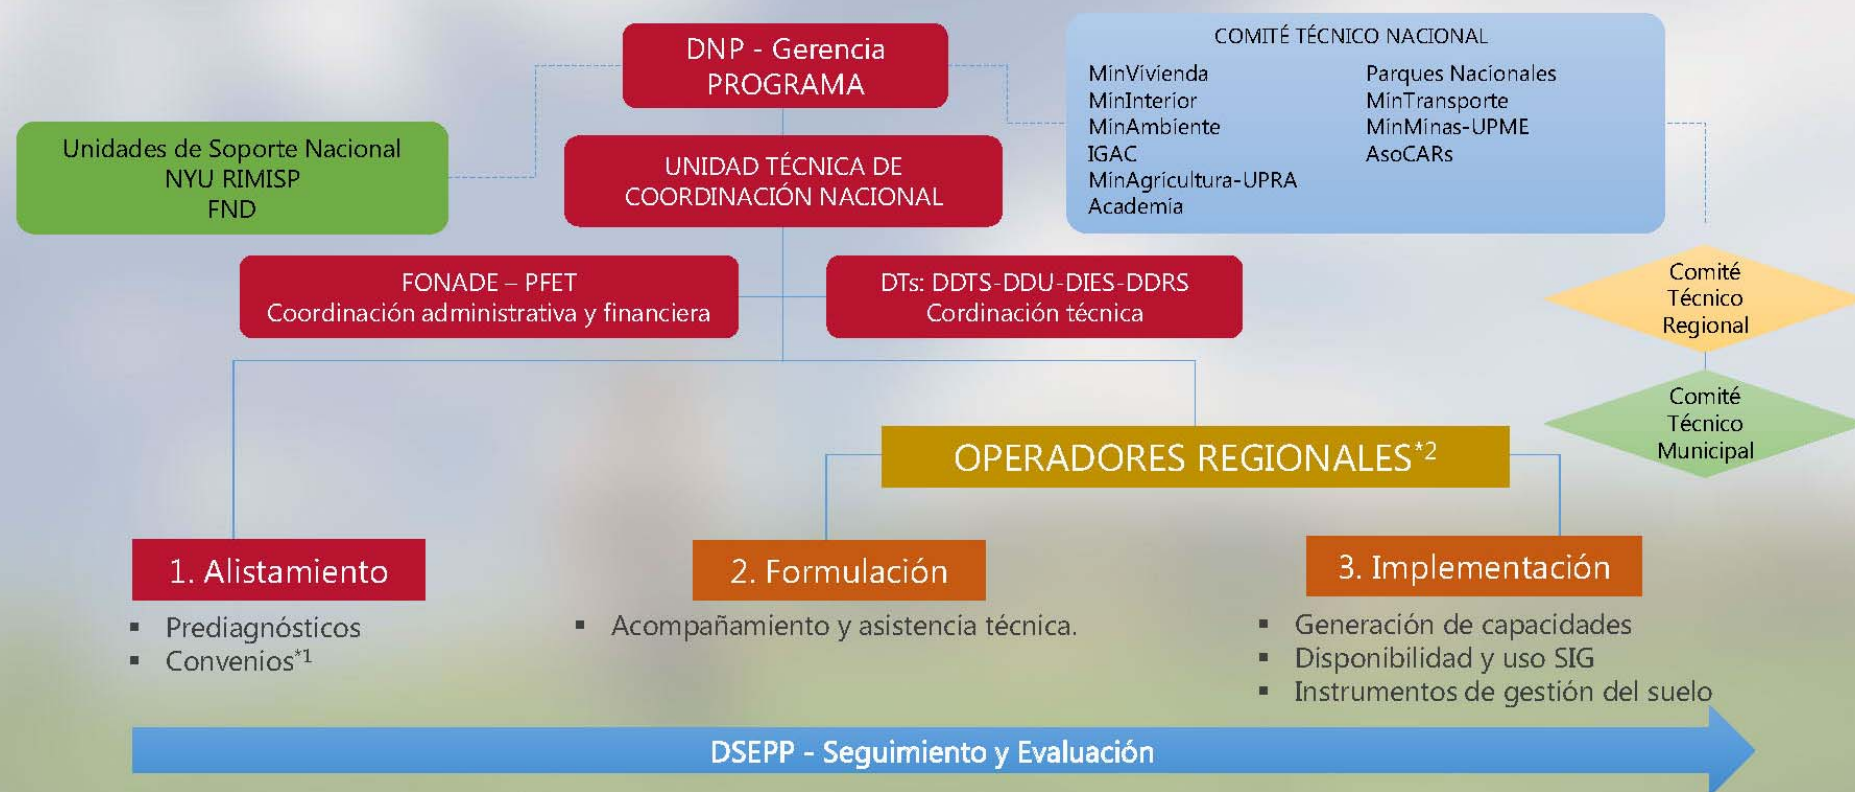 DNP - Gerencia
PROGRAMA
COMITÉ TÉCNICO NACIONAL
MinVivienda
MinInterior
MinAmbiente
IGAC
MinAgricultura-UPRA
Academia
Parques Nacionales
MinTransporte
MinMinas-UPME
AsoCARs
Unidades de Soporte Nacional
NYU RIMISP
FND
UNIDAD TÉCNICA DE
COORDINACIÓN NACIONAL
FONADE – PFET
Coordinación administrativa y financiera
DTs: DDTS-DDU-DIES-DDRS
Cordinación técnica
Comité
Técnico
Regional
Comité
Técnico
Municipal
OPERADORES REGIONALES*2
1. Alistamiento
▪ Prediagnósticos
▪ Convenios*1
2. Formulación
▪ Acompañamiento y asistencia técnica.
3. Implementación
▪ Generación de capacidades
▪ Disponibilidad y uso SIG
▪ Instrumentos de gestión del suelo
DSEPP - Seguimiento y Evaluación